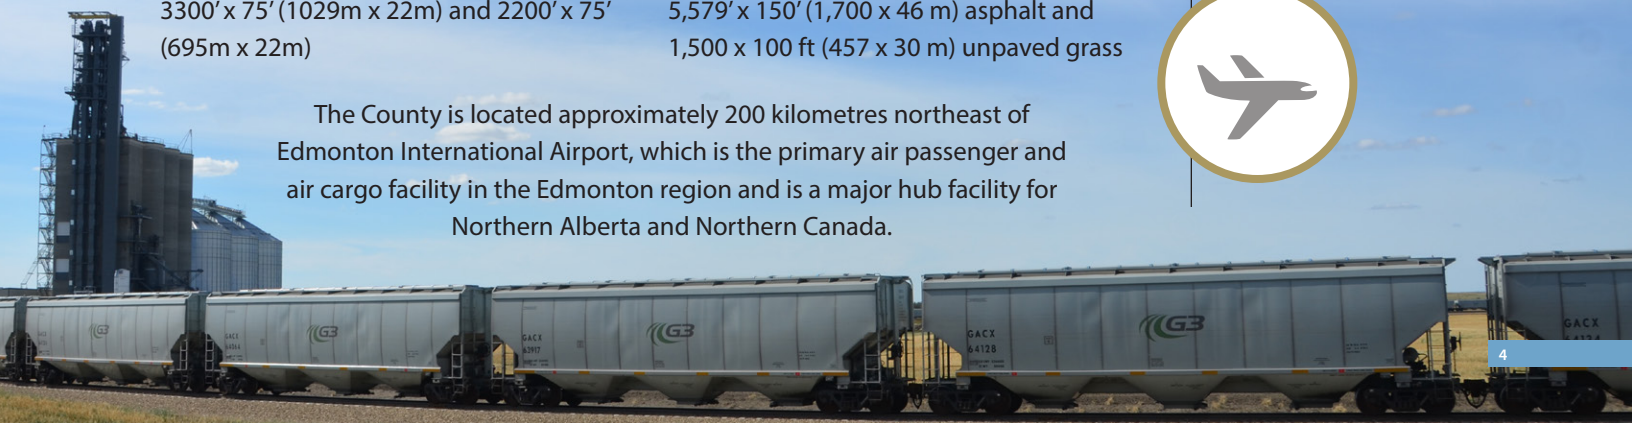 3300’ x 75’ (1029m x 22m) and 2200’ x 75’
(695m x 22m)
5,579’ x 150’ (1,700 x 46 m) asphalt and
1,500 x 100 ft (457 x 30 m) unpaved grass
The County is located approximately 200 kilometres northeast of
Edmonton International Airport, which is the primary air passenger and
air cargo facility in the Edmonton region and is a major hub facility for
Northern Alberta and Northern Canada.
G3
G3
G3
G3
GACX
GACX
63917
GACX
64128
GACX
4